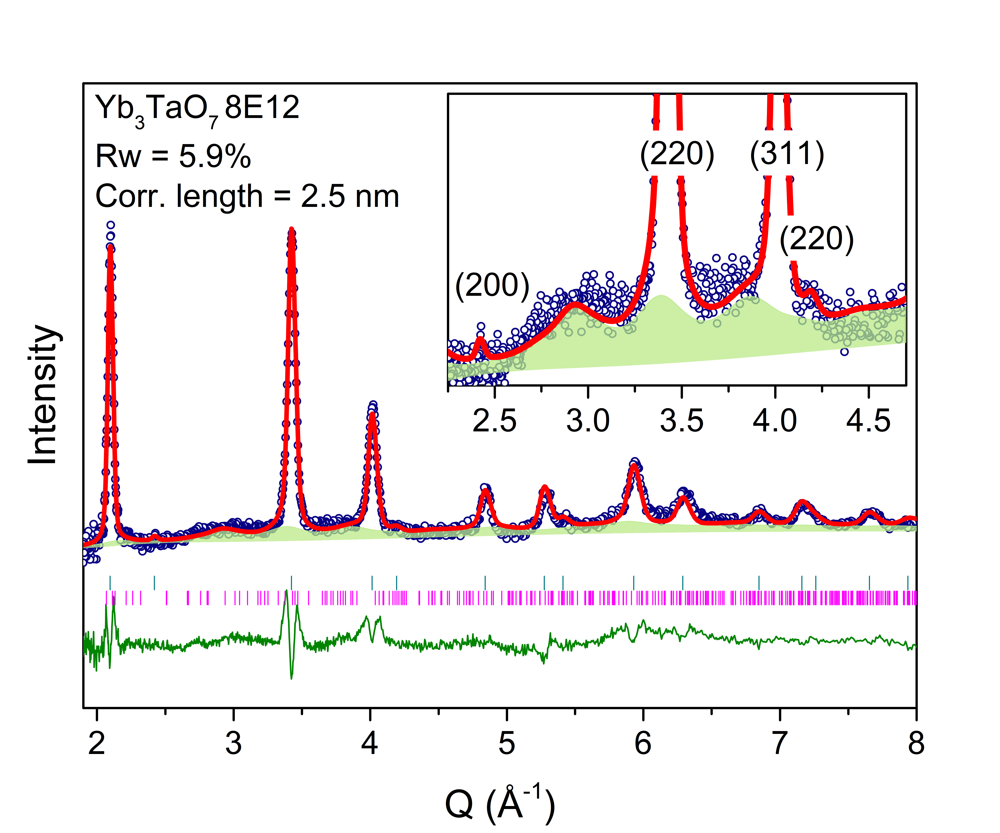 Yb3TaO7 8E12
Rw = 5.9%
Corr. length = 2.5 nm
(220) (311)
(220)
(200)
2.5 3.0 3.5 4.0 4.5
Intensity
2 3 4 5 6 7 8
Q (Å-1)